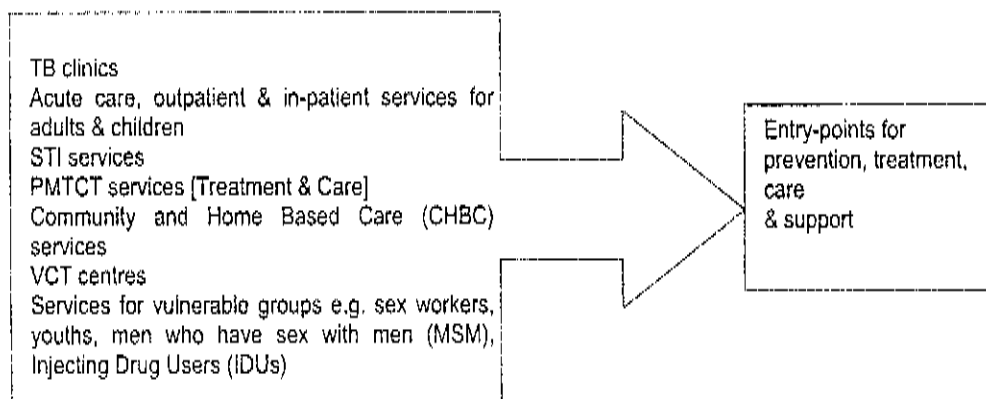 TB clinics
Acute care, outpatient & in-patient services for
adults & children
STI services
PMTCT services [Treatment & Care]
Community and Home Based Care (CHBC)
services
VCT centres
Services for vulnerable groups e.g. sex workers,
youths, men who have sex with men (MSM),
Injecting Drug Users (IDUs)
Entry-points for
prevention, treatment,
care
& support